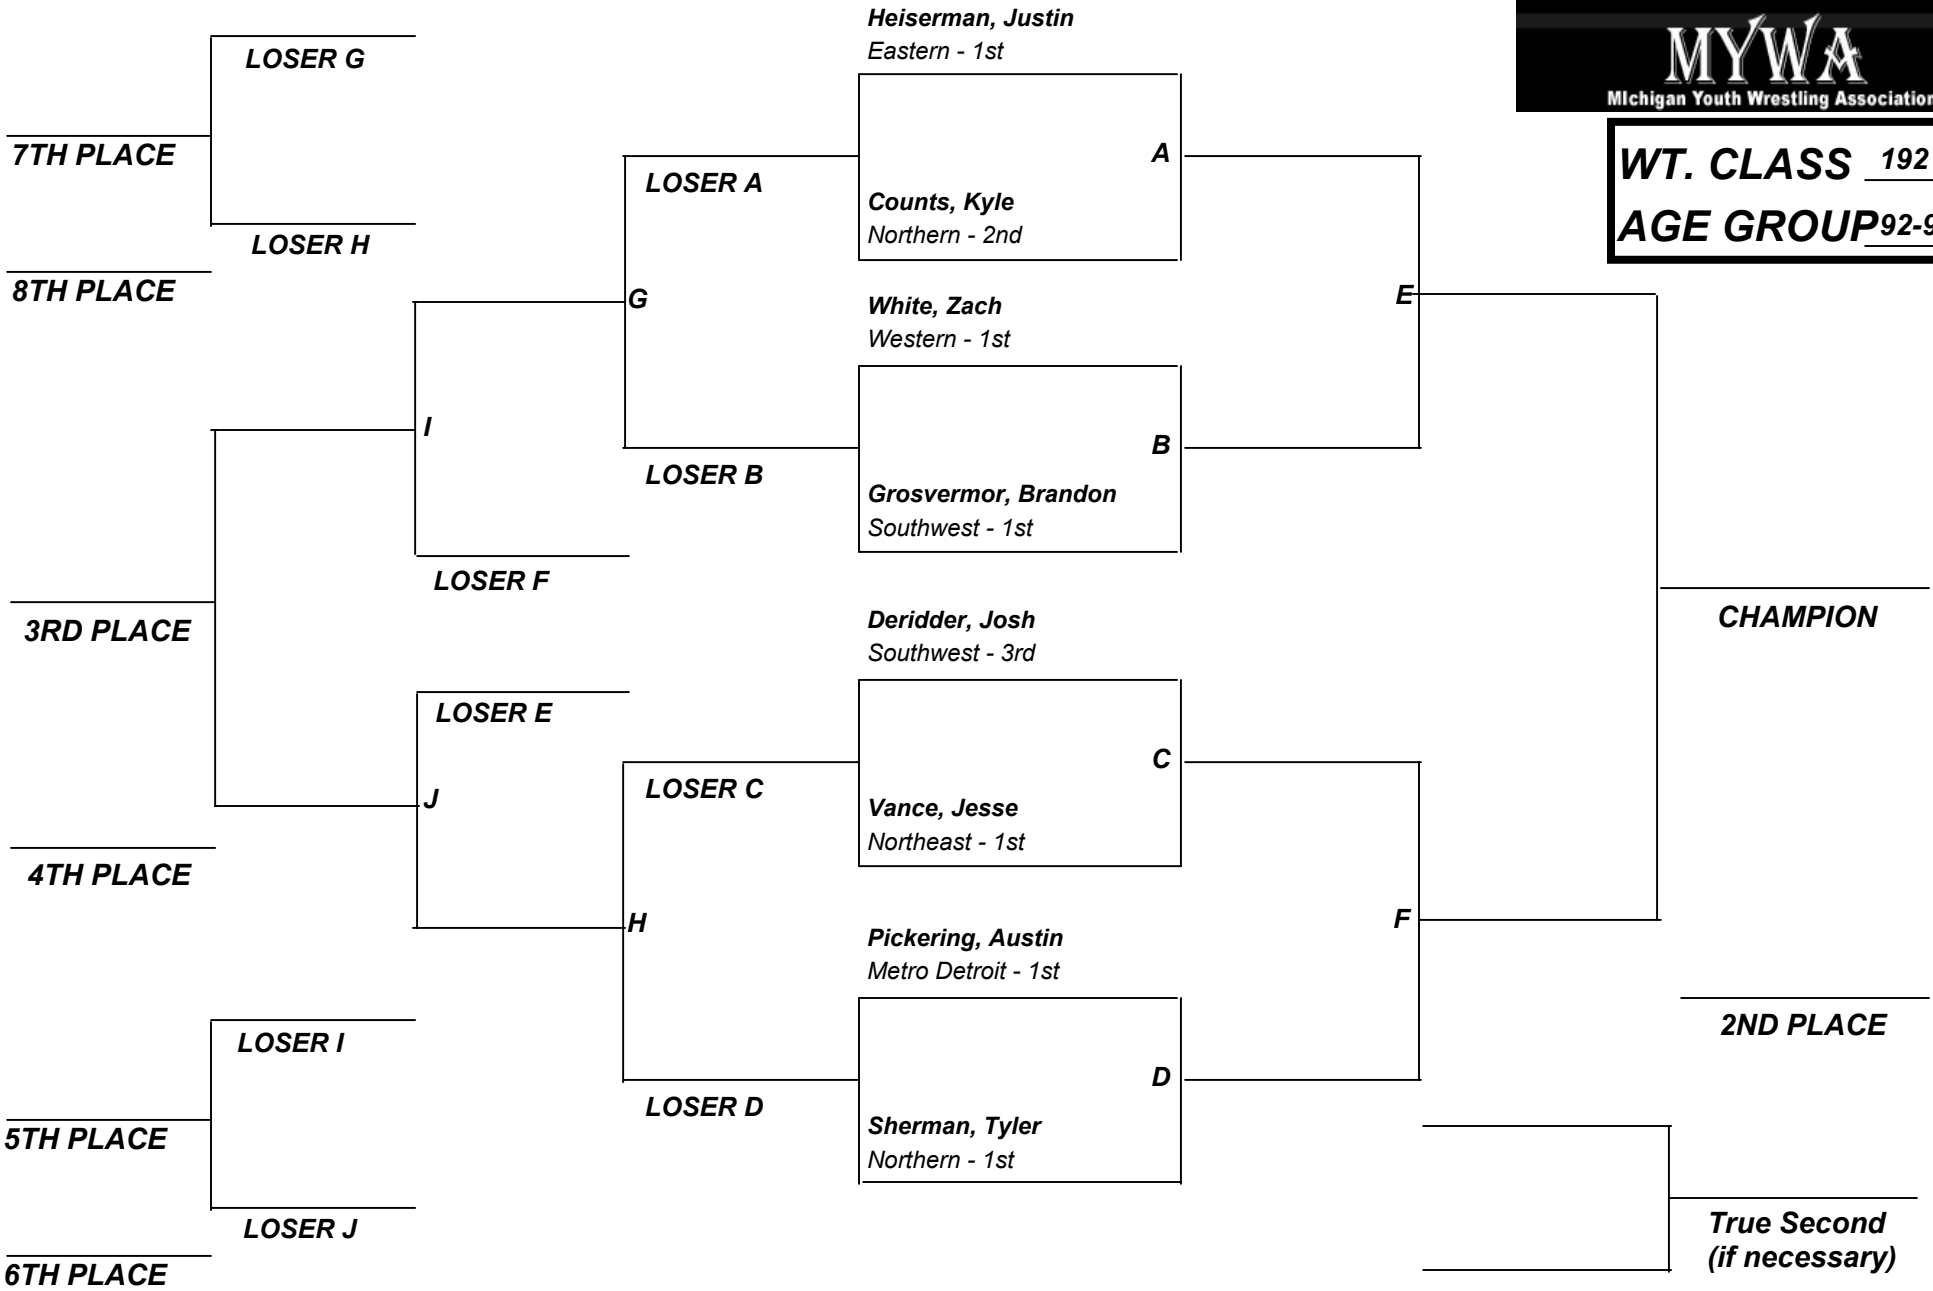 MYWA
MIchigan Youth Wrestling Association
WT. CLASS 192
AGE GROUP 92-9
LOSER G
7TH PLACE
LOSER H
8TH PLACE
Heiserman, Justin
Eastern - 1st
A
LOSER A
Counts, Kyle
Northern - 2nd
G
White, Zach
Western - 1st
E
I
B
LOSER B
Grosvermor, Brandon
Southwest - 1st
LOSER F
3RD PLACE
Deridder, Josh
Southwest - 3rd
CHAMPION
LOSER E
C
LOSER C
J
Vance, Jesse
Northeast - 1st
4TH PLACE
H
F
Pickering, Austin
Metro Detroit - 1st
2ND PLACE
LOSER I
D
LOSER D
5TH PLACE
Sherman, Tyler
Northern - 1st
LOSER J
6TH PLACE
True Second
(if necessary)